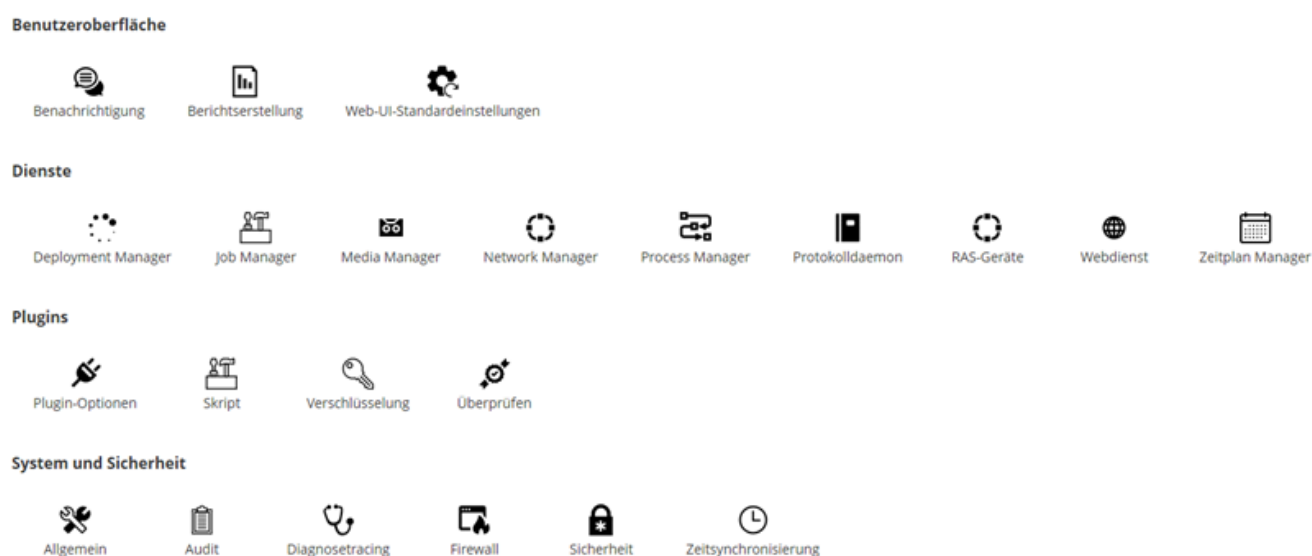 Benutzeroberfläche
Benachrichtigung Berichtserstellung Web-UI-Standardeinstellungen
Dienste
Deployment Manager Job Manager Media Manager Network Manager Process Manager Protokolldaemon RAS-Geräte Webdienst Zeitplan Manager
Plugins
Plugin-Optionen Skript Verschlüsselung Überprüfen
System und Sicherheit
Allgemein Audit Diagnosetracing Firewall Sicherheit Zeitsynchronisierung